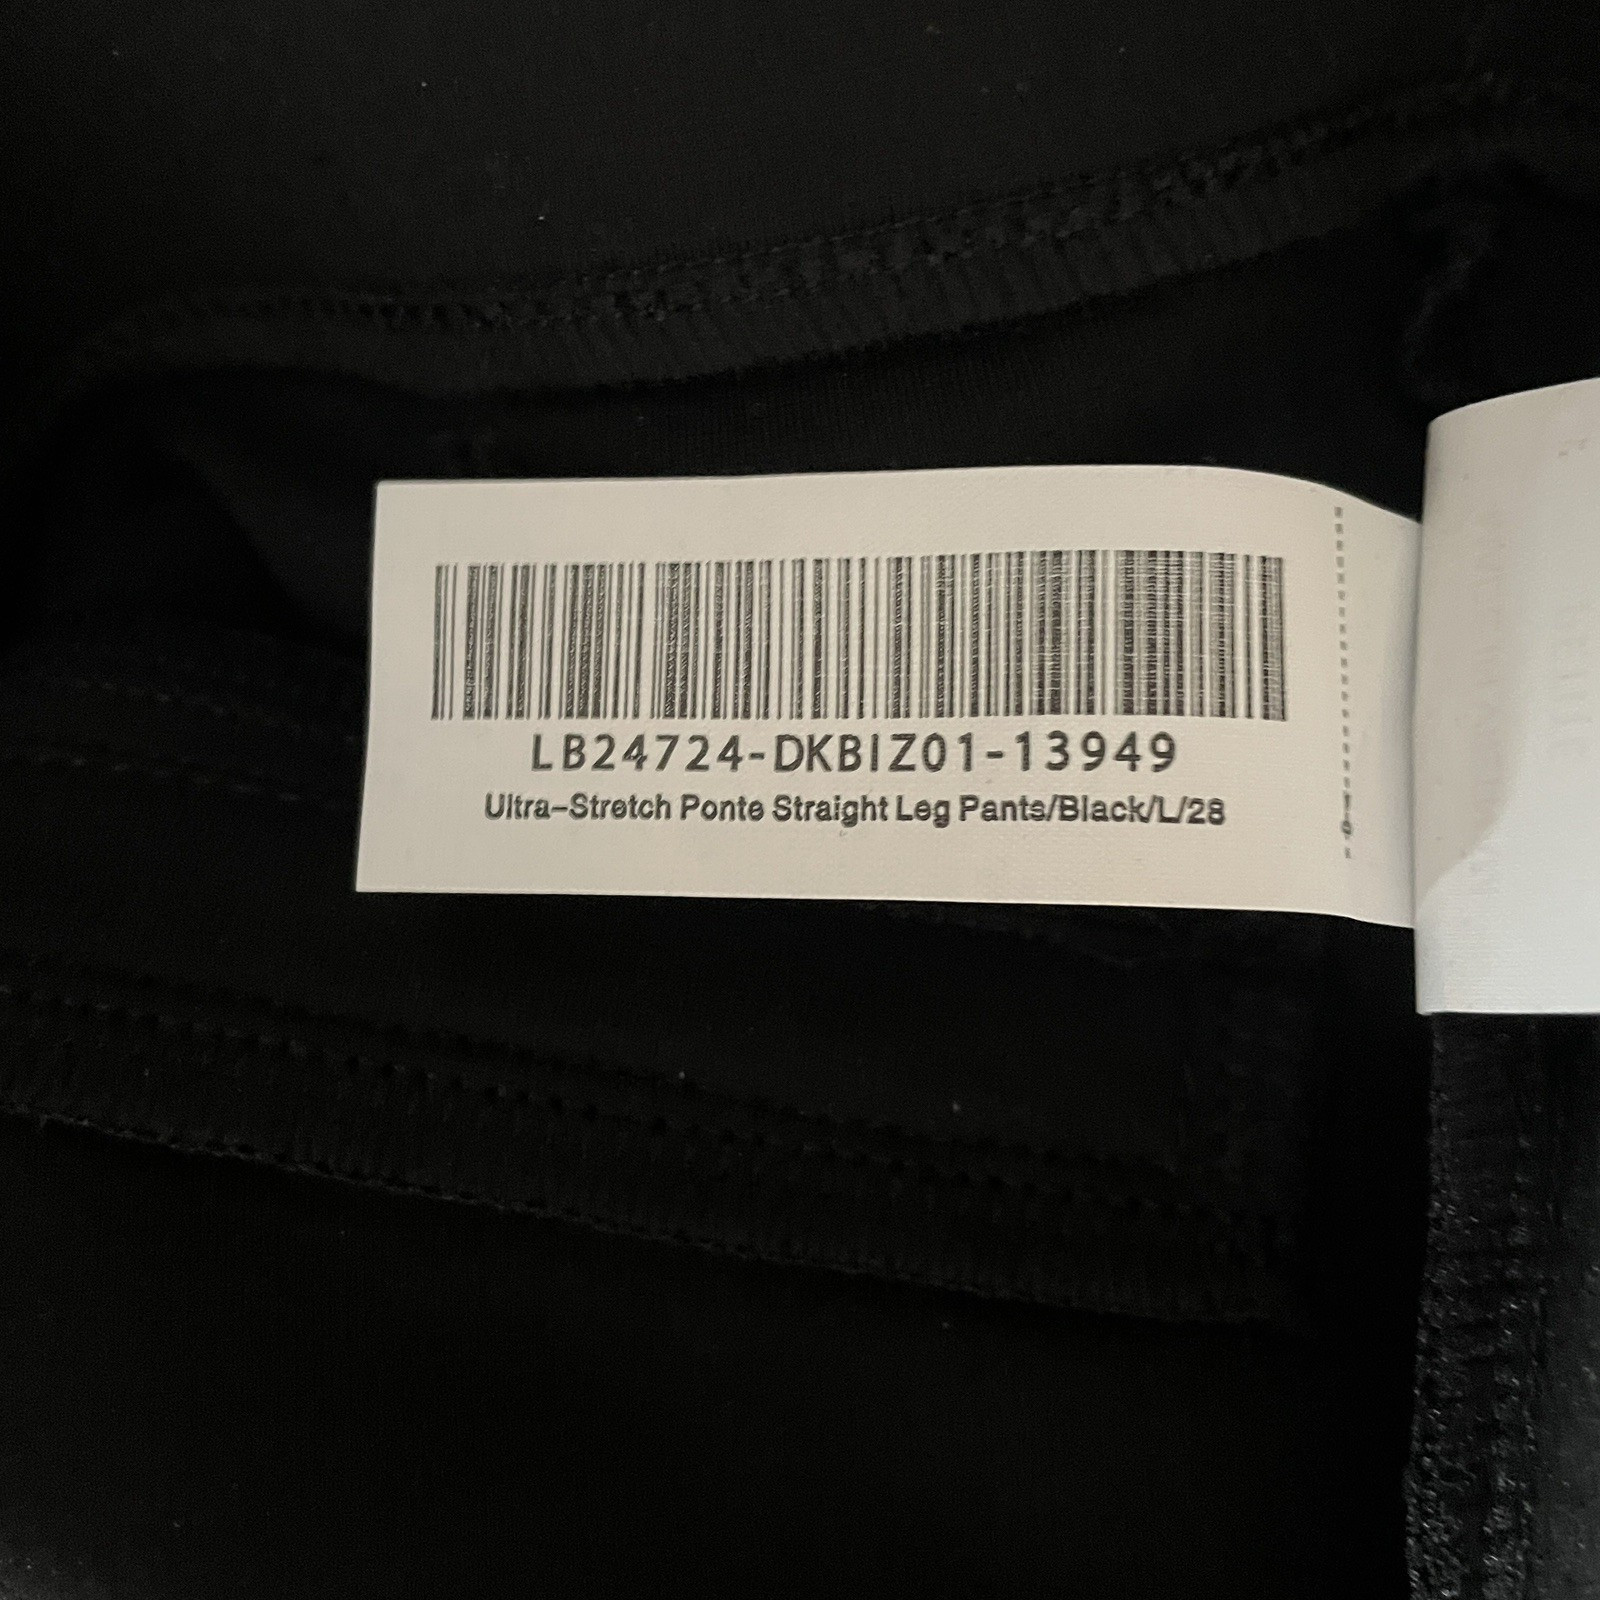 LB24724-DKBIZ01-13949
Ultra-Stretch Ponte Straight Leg Pants/Black/L/28